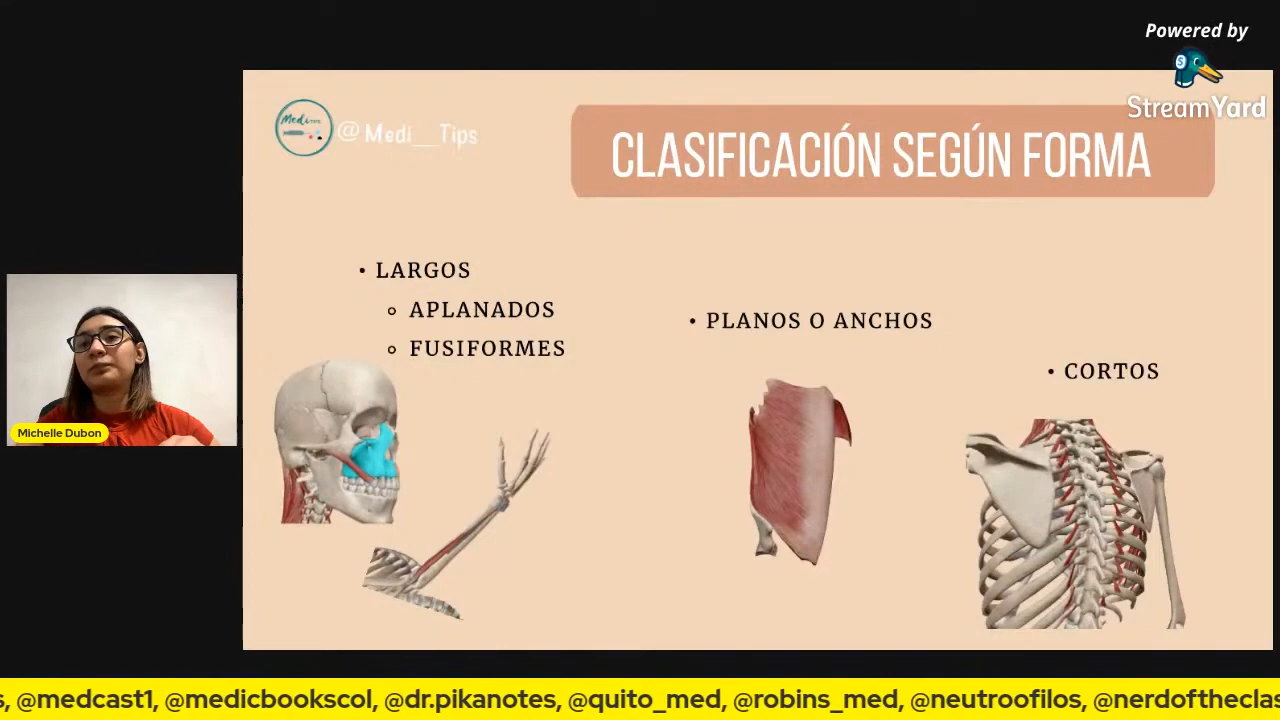 Powered by
StreamYard
@Medi__Tips
CLASIFICACIÓN SEGÚN FORMA
• LARGOS
APLANADOS
FUSIFORMES
• PLANOS O ANCHOS
• CORTOS
Michelle Dubon
s, @medcast1, @medicbookscol, @dr.pikanotes, @quito_med, @robins_med, @neutroofilos, @nerdoftheclas